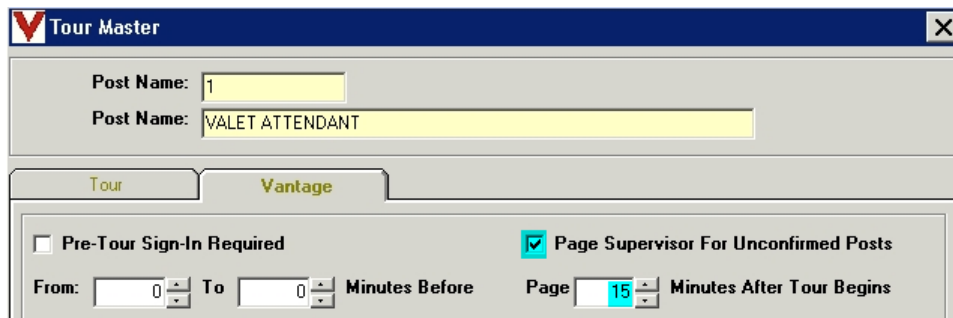 Tour Master
Post Name: 1
Post Name: VALET ATTENDANT
Tour Vantage
Pre-Tour Sign-In Required Page Supervisor For Unconfirmed Posts
From: 0 To 0 Minutes Before Page 15 Minutes After Tour Begins